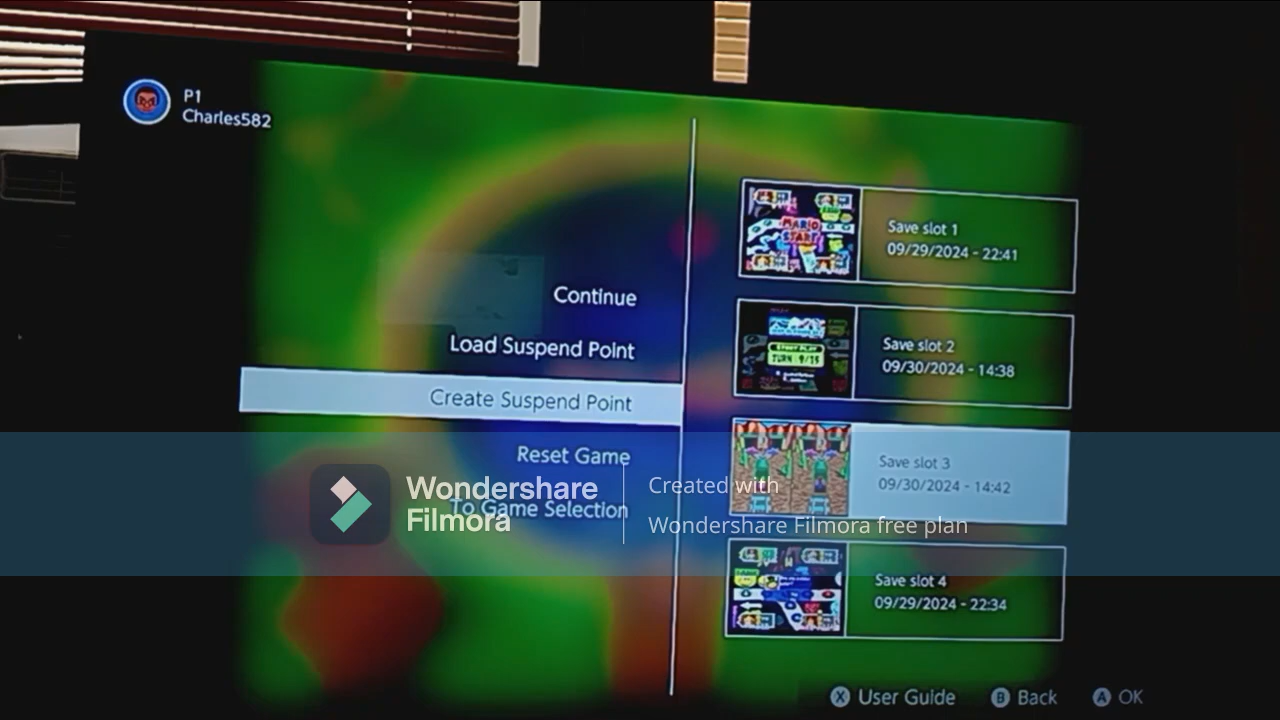 P1
Charles582
Continue
Load Suspend Point
Create Suspend Point
Reset Game
To Game Selection
Save slot 1
09/29/2024 - 22:41
MARIO
START
Save slot 2
09/30/2024 - 14:38
Save slot 3
09/30/2024 - 14:42
Save slot 4
09/29/2024 - 22:34
Wondershare
Filmora
Created with
Wondershare Filmora free plan
X User Guide
B Back
A OK